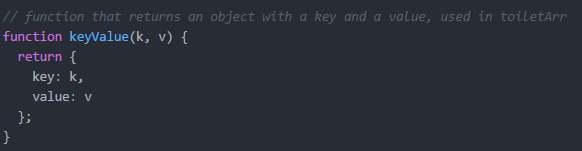 // function that returns an object with a key and a value, used in toiletArr
function keyValue(k, v) {
  return {
    key: k,
    value: v
  };
}